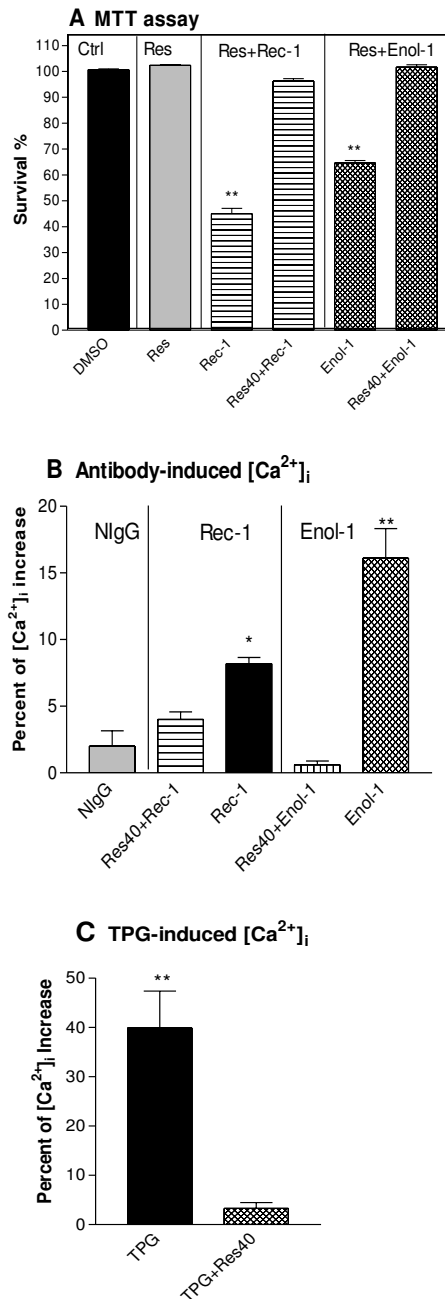 A MTT assay
Ctrl Res Res+Rec-1 Res+Enol-1
Survival %
110
100
90
80
70
60
50
40
30
20
10
0
**
**
DMSO Res Rec-1 Res40+Rec-1 Enol-1 Res40+Enol-1
B Antibody-induced [Ca2+]i
NIgG Rec-1 Enol-1
Percent of [Ca2+]i increase
20
15
10
5
0
*
**
NIgG Res40+Rec-1 Rec-1 Res40+Enol-1 Enol-1
C TPG-induced [Ca2+]i
Percent of [Ca2+]i Increase
50
40
30
20
10
0
**
TPG TPG+Res40